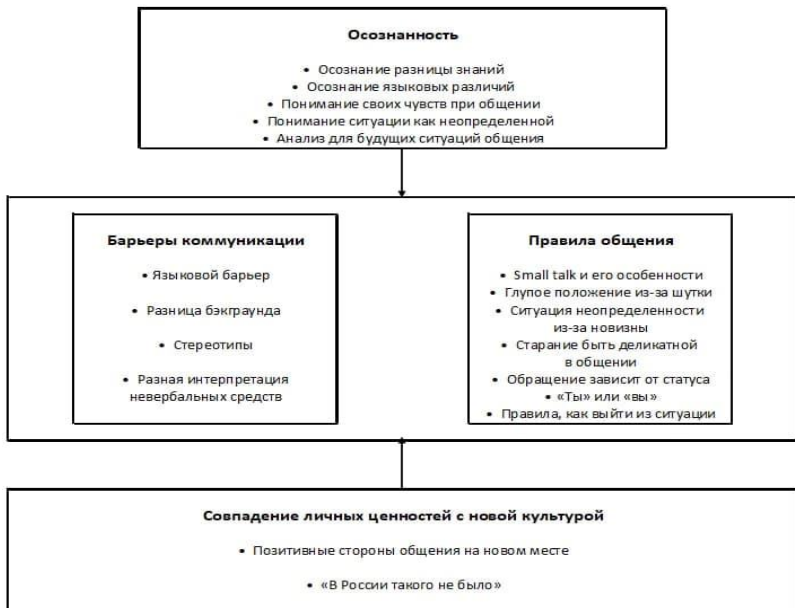 Осознанность
• Осознание разницы знаний
• Осознание языковых различий
• Понимание своих чувств при общении
• Понимание ситуации как неопределенной
• Анализ для будущих ситуаций общения
Барьеры коммуникации
• Языковой барьер
• Разница бэкграунда
• Стереотипы
• Разная интерпретация
невербальных средств
Правила общения
• Small talk и его особенности
• Глупое положение из-за шутки
• Ситуация неопределенности
из-за новизны
• Старание быть деликатной
в общении
• Обращение зависит от статуса
• «Ты» или «вы»
• Правила, как выйти из ситуации
Совпадение личных ценностей с новой культурой
• Позитивные стороны общения на новом месте
• «В России такого не было»